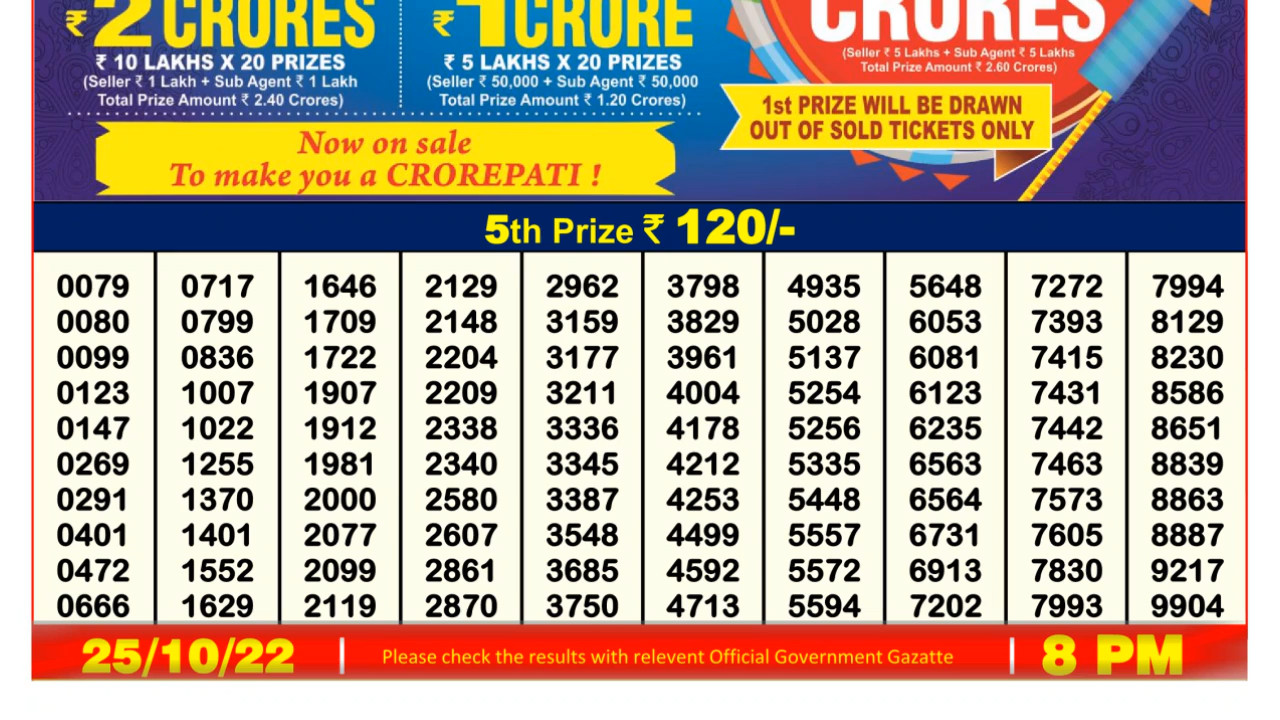 ₹2 CRORES
₹ 10 LAKHS X 20 PRIZES
(Seller ₹ 1 Lakh + Sub Agent ₹ 1 Lakh
Total Prize Amount ₹ 2.40 Crores)
₹1 CRORE
₹ 5 LAKHS X 20 PRIZES
(Seller ₹ 50,000 + Sub Agent ₹ 50,000
Total Prize Amount ₹ 1.20 Crores)
CRORES
(Seller ₹ 5 Lakhs + Sub Agent ₹ 5 Lakhs
Total Prize Amount ₹ 2.60 Crores)
1st PRIZE WILL BE DRAWN
OUT OF SOLD TICKETS ONLY
Now on sale
To make you a CROREPATI !
5th Prize ₹ 120/-
0079 0717 1646 2129 2962 3798 4935 5648 7272 7994
0080 0799 1709 2148 3159 3829 5028 6053 7393 8129
0099 0836 1722 2204 3177 3961 5137 6081 7415 8230
0123 1007 1907 2209 3211 4004 5254 6123 7431 8586
0147 1022 1912 2338 3336 4178 5256 6235 7442 8651
0269 1255 1981 2340 3345 4212 5335 6563 7463 8839
0291 1370 2000 2580 3387 4253 5448 6564 7573 8863
0401 1401 2077 2607 3548 4499 5557 6731 7605 8887
0472 1552 2099 2861 3685 4592 5572 6913 7830 9217
0666 1629 2119 2870 3750 4713 5594 7202 7993 9904
25/10/22 Please check the results with relevent Official Government Gazatte 8 PM